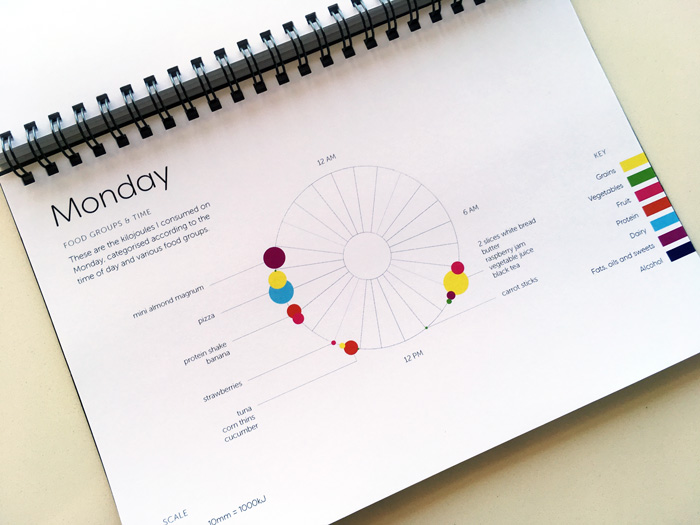 Monday
FOOD GROUPS & TIME
These are the kilojoules I consumed on
Monday, categorised according to the
time of day and various food groups.
12 AM
6 AM
2 slices white bread
butter
raspberry jam
vegetable juice
black tea
carrot sticks
12 PM
mini almond magnum
pizza
protein shake
banana
strawberries
tuna
corn thins
cucumber
KEY
Grains
Vegetables
Fruit
Protein
Dairy
Fats, oils and sweets
Alcohol
SCALE
10mm = 1000kJ